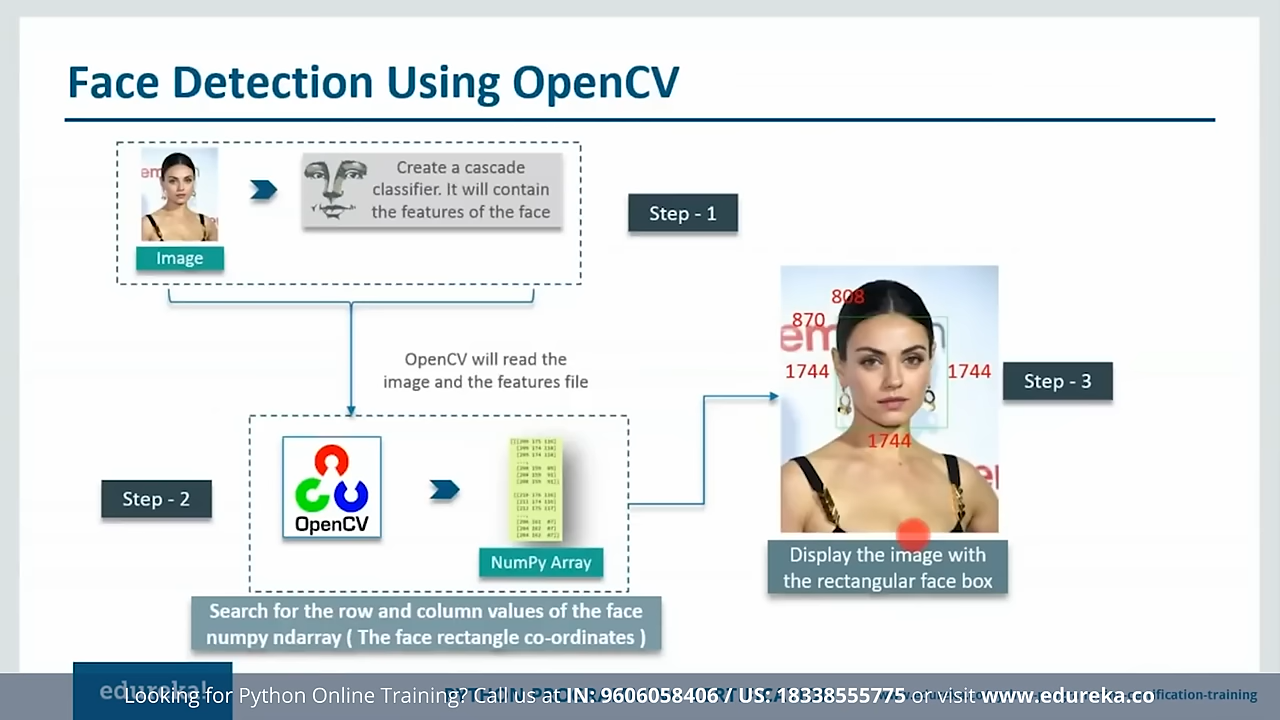 Face Detection Using OpenCV
Create a cascade
classifier. It will contain
the features of the face
Image
Step - 1
OpenCV will read the
image and the features file
Step - 2
OpenCV
NumPy Array
Search for the row and column values of the face
numpy ndarray ( The face rectangle co-ordinates )
808
870
1744
1744
1744
Step - 3
Display the image with
the rectangular face box
edureka!
Looking for Python Online Training? Call us at IN: 9606058406 / US: 18338555775 or visit www.edureka.co